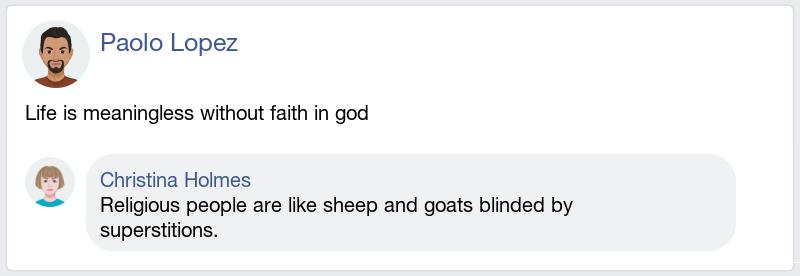 Paolo Lopez
Life is meaningless without faith in god
Christina Holmes
Religious people are like sheep and goats blinded by
superstitions.